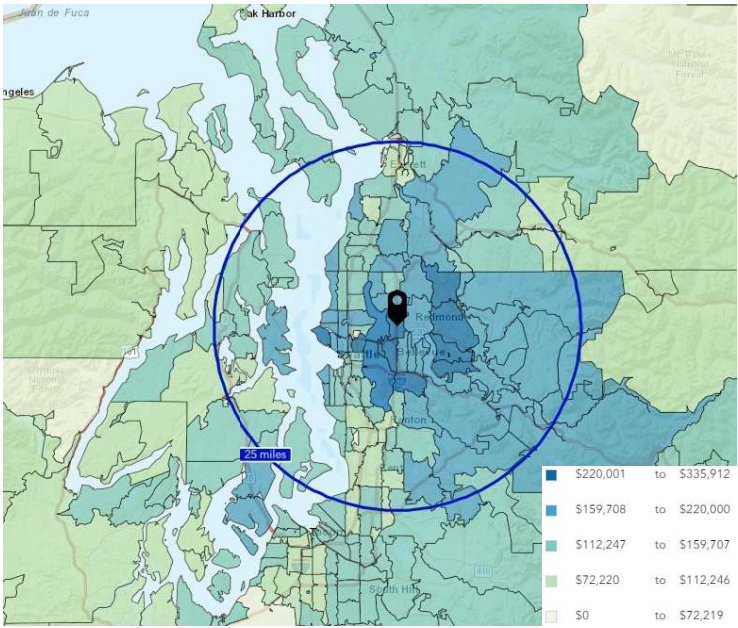 Juan de Fuca
Oak Harbor
ngeles
Everett
Redmond
Seattle
Bellevue
Renton
25 miles
South Hill
410
$220,001 to $335,912
$159,708 to $220,000
$112,247 to $159,707
$72,220 to $112,246
$0 to $72,219